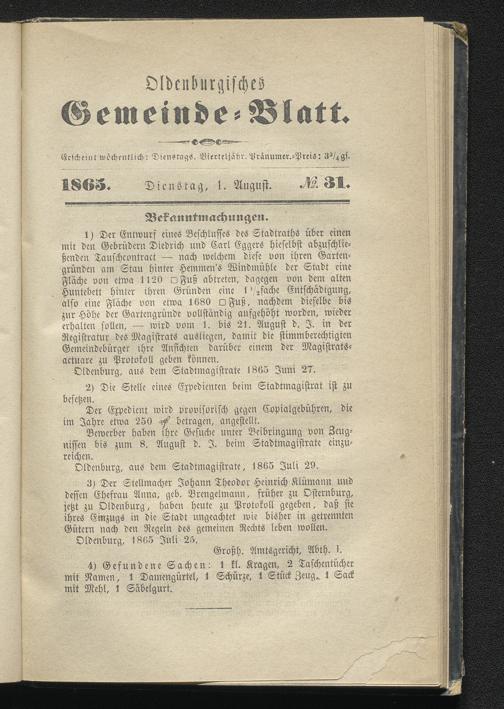 Oldenburgisches
Gemeinde-Blatt.
Erscheint wöchentlich: Dienstags. Vierteljähr. Pränumer.-Preis: 3¾ gſ.
1865. Dienstag, 1. August. № 31.
Bekanntmachungen.
1) Der Entwurf eines Beschlusses des Stadtraths über einen
mit den Gebrüdern Diedrich und Carl Eggers hieselbst abzuschlie-
ßenden Tauschcontract — nach welchem diese von ihren Garten-
gründen am Stau hinter Hemmen's Windmühle der Stadt eine
Fläche von etwa 1120 □Fuß abtreten, dagegen von dem alten
Huntebett hinter ihren Gründen eine 1½fache Entschädigung,
also eine Fläche von etwa 1680 □Fuß, nachdem dieselbe bis
zur Höhe der Gartengründe vollständig aufgehöht worden, wieder
erhalten sollen, — wird vom 1. bis 21. August d. J. in der
Registratur des Magistrats ausliegen, damit die stimmberechtigten
Gemeindebürger ihre Ansichten darüber einem der Magistrats-
actuare zu Protokoll geben können.
Oldenburg, aus dem Stadtmagistrate 1865 Juni 27.
2) Die Stelle eines Expedienten beim Stadtmagistrat ist zu
besetzen.
Der Expedient wird provisorisch gegen Copialgebühren, die
im Jahre etwa 250 ₰ betragen, angestellt.
Bewerber haben ihre Gesuche unter Beibringung von Zeug-
nissen bis zum 8. August d. J. beim Stadtmagistrate einzu-
reichen.
Oldenburg, aus dem Stadtmagistrate, 1865 Juli 29.
3) Der Stellmacher Johann Theodor Heinrich Klümann und
dessen Ehefrau Anna, geb. Brengelmann, früher zu Osternburg,
jetzt zu Oldenburg, haben heute zu Protokoll gegeben, daß sie
ihres Einzugs in die Stadt ungeachtet wie bisher in getrennten
Gütern nach den Regeln des gemeinen Rechts leben wollen.
Oldenburg, 1865 Juli 25.
Großh. Amtsgericht, Abth. I.
4) Gefundene Sachen: 1 kl. Kragen, 2 Taschentücher
mit Namen, 1 Damengürtel, 1 Schürze, 1 Stück Zeug, 1 Sack
mit Mehl, 1 Säbelgurt.